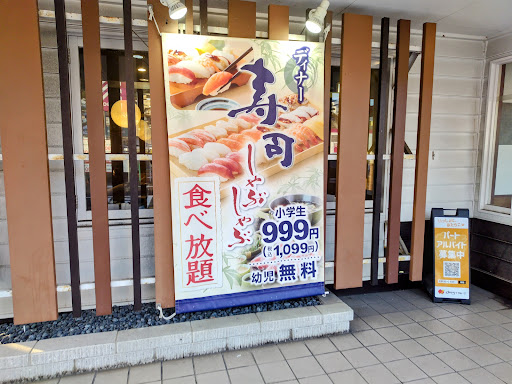 ディナー
寿司
しゃぶしゃぶ
食べ放題
小学生
999円
1,099円)
幼児無料
パート
アルバイト
募集中